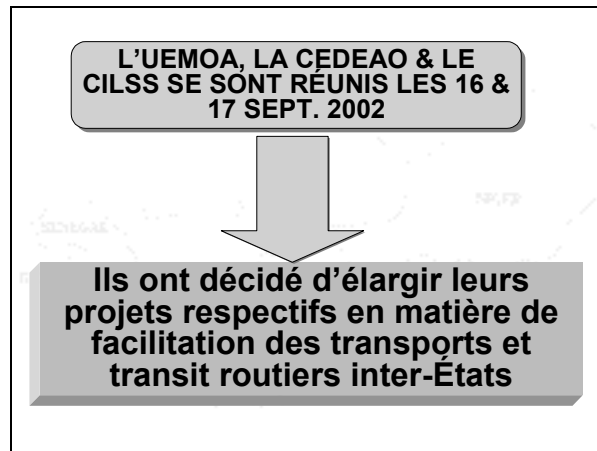 L’UEMOA, LA CEDEAO & LE
CILSS SE SONT RÉUNIS LES 16 &
17 SEPT. 2002
Ils ont décidé d’élargir leurs
projets respectifs en matière de
facilitation des transports et
transit routiers inter-États